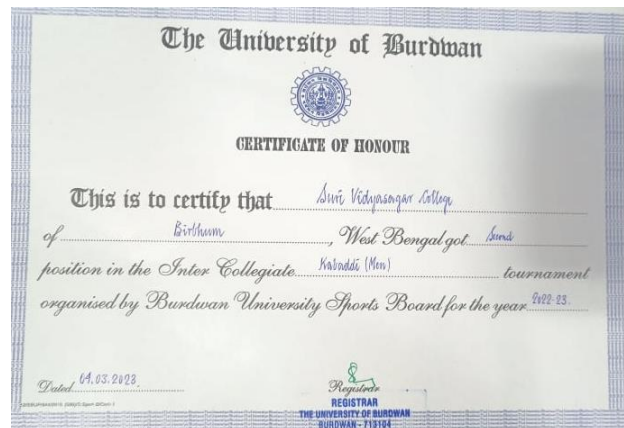 The University of Burdwan
CERTIFICATE OF HONOUR
This is to certify that Suri Vidyasagar College
of Birbhum, West Bengal got
position in the Inter Collegiate Kabaddi (Men) tournament
organised by Burdwan University Sports Board for the year 2022-23.
Dated 01.03.2023
Registrar
REGISTRAR
THE UNIVERSITY OF BURDWAN
BURDWAN - 713104